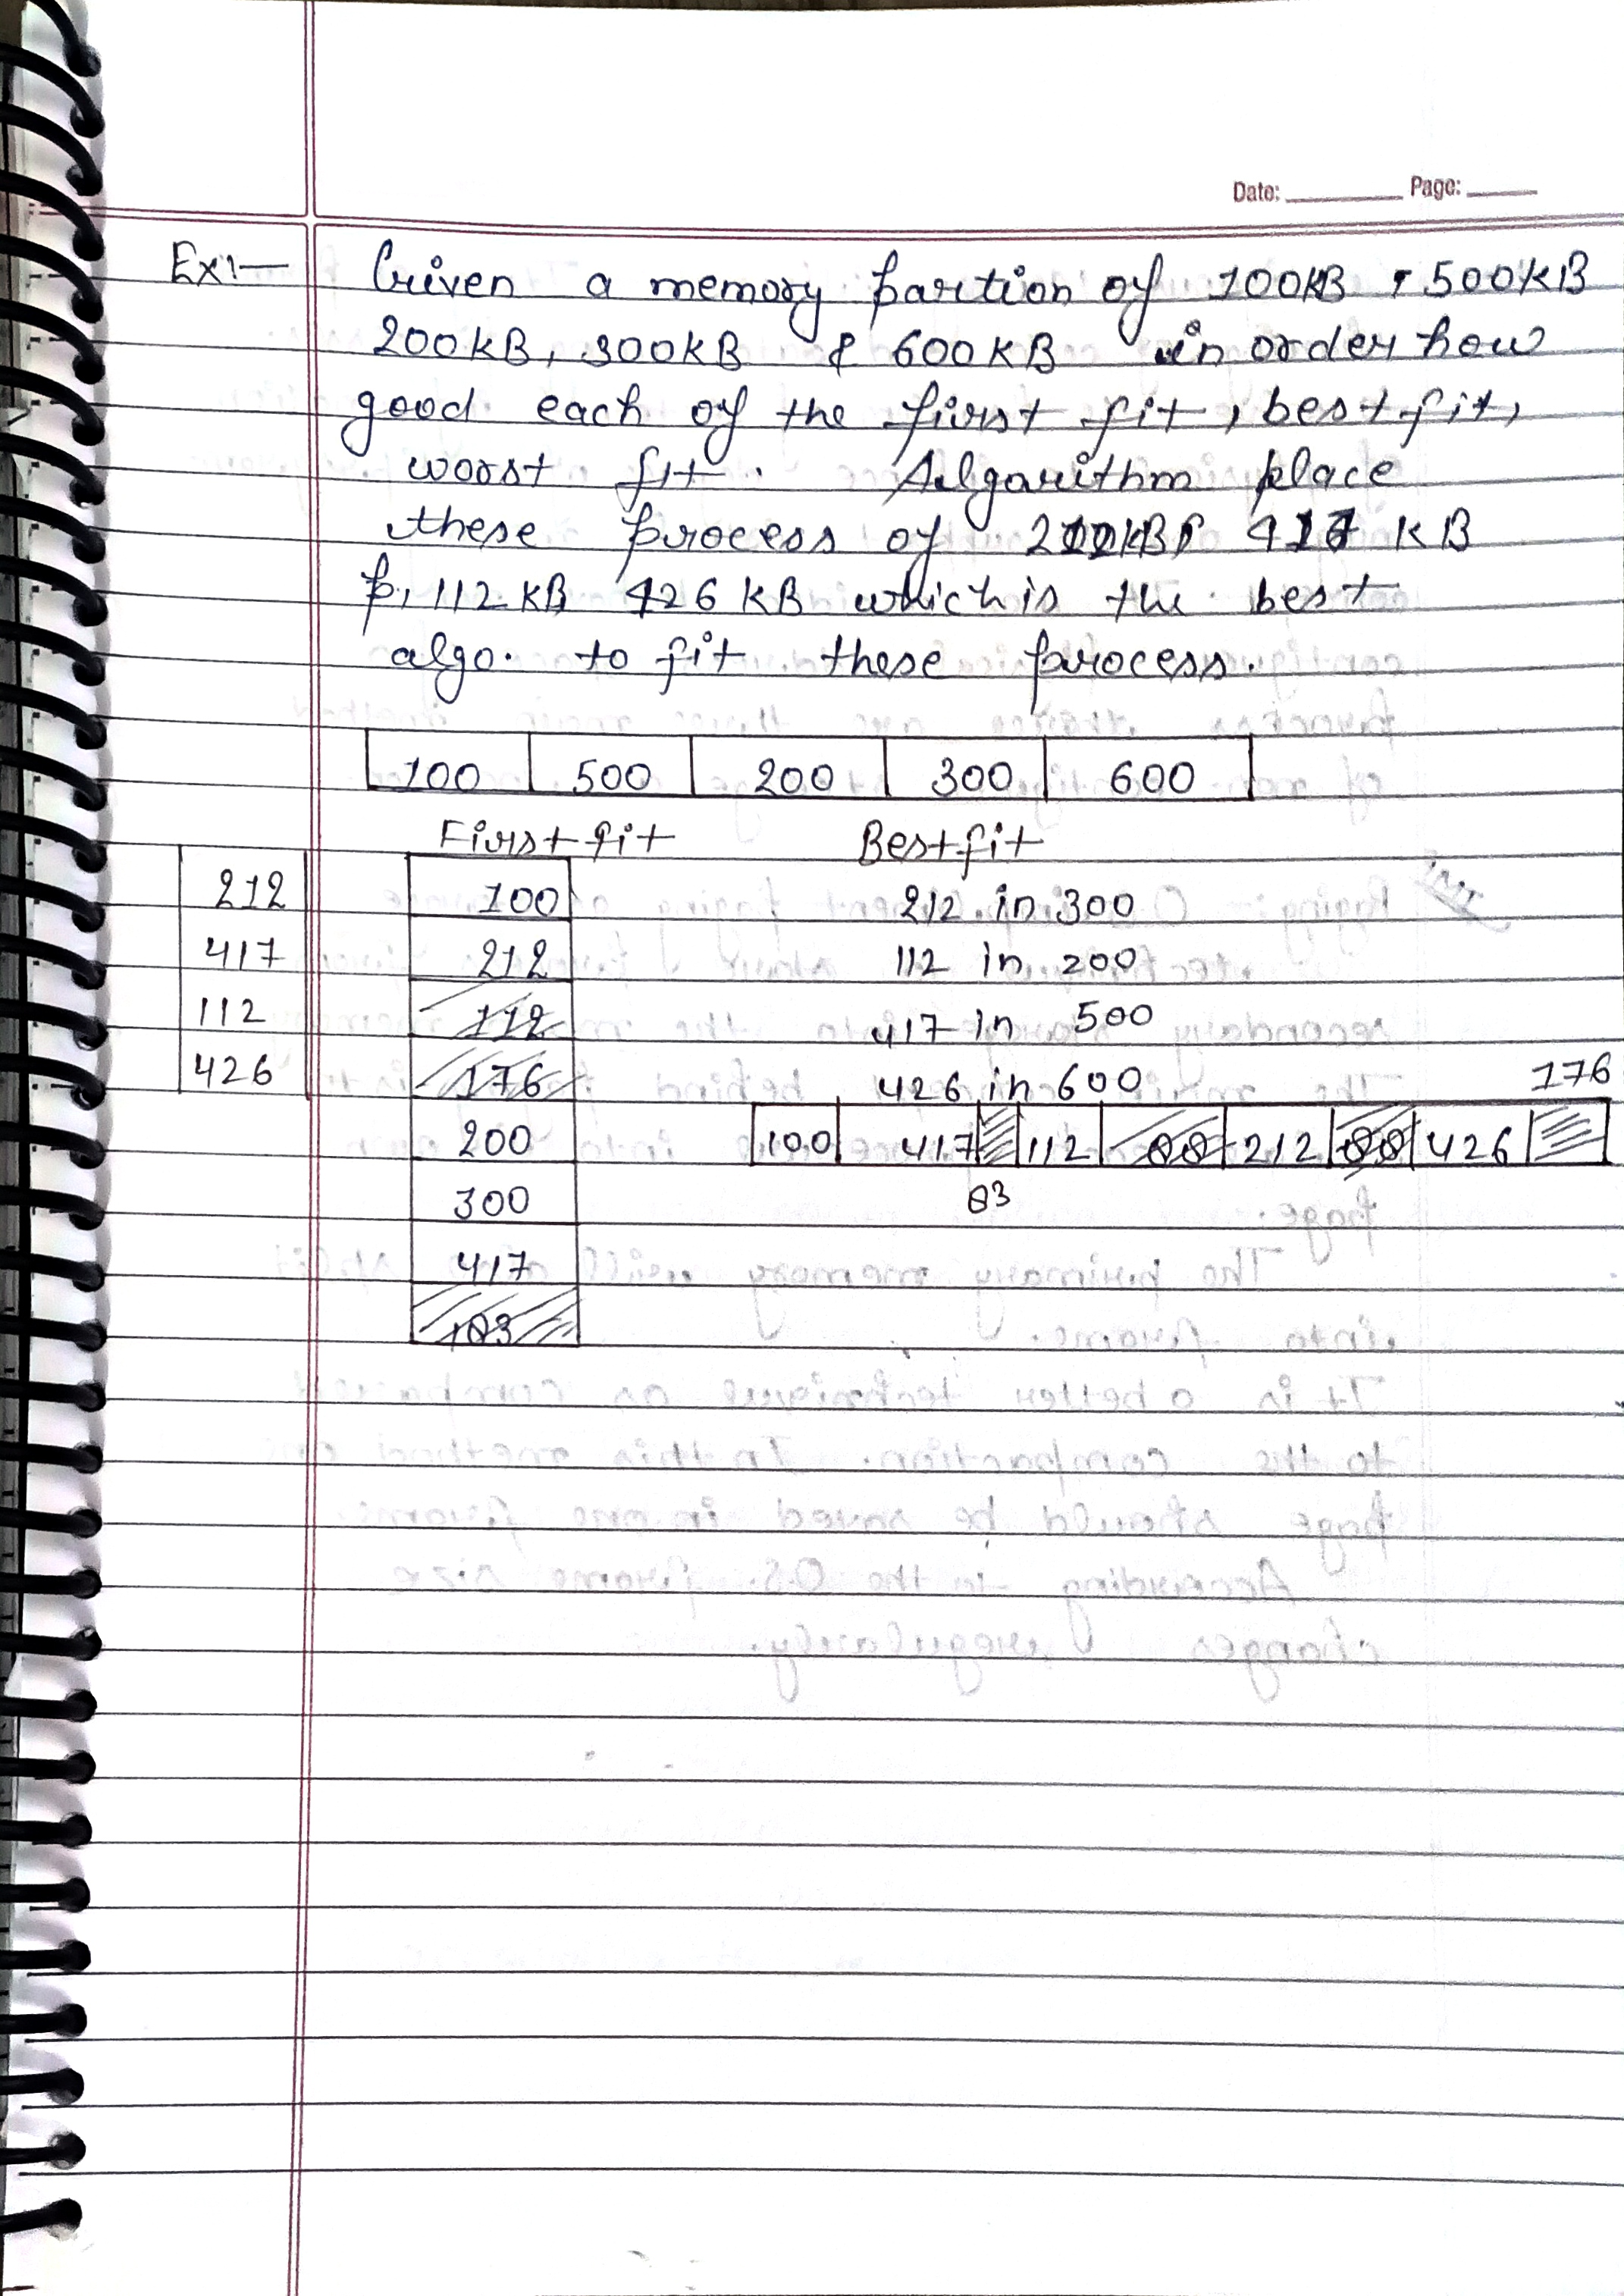 Date: Page:
Ex:— Given a memory partion of 100KB, 500KB
200KB, 300KB & 600KB in order how
good each of the first fit, best fit,
worst fit. Algorithm place
these process of 212KB, 417 KB
112 KB 426 KB which is the best
algo. to fit these process.
100 500 200 300 600
First fit Best fit
212 100 212 in 300
417 212 112 in 200
112 112 417 in 500
426 176 426 in 600 176
200 100 417 112 88 212 88 426
300 83
417
183